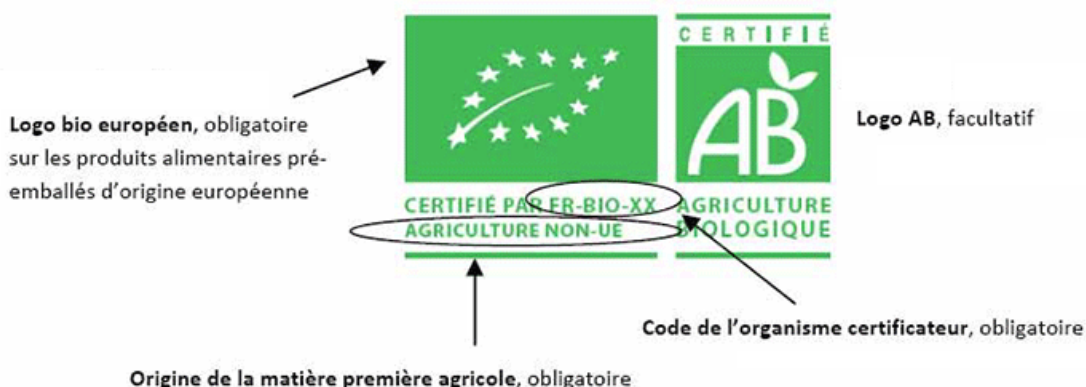 Logo bio européen, obligatoire
sur les produits alimentaires pré-
emballés d'origine européenne
CERTIFIÉ PAR FR-BIO-XX
AGRICULTURE NON-UE
CERTIFIÉ
AB
AGRICULTURE
BIOLOGIQUE
Logo AB, facultatif
Code de l'organisme certificateur, obligatoire
Origine de la matière première agricole, obligatoire